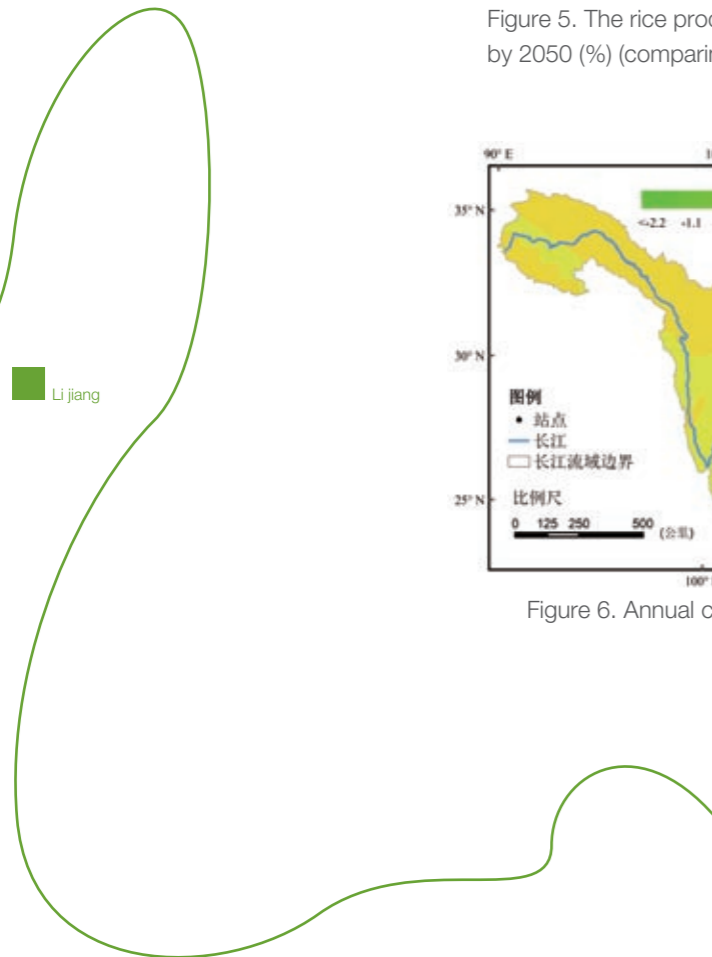 Figure 5. The rice prod
by 2050 (%) (comparin
90° E
35° N
<-2.2 -1.1
30° N
Li jiang
图例
站点
长江
长江流域边界
25° N
比例尺
0 125 250 500 (公里)
100°
Figure 6. Annual c